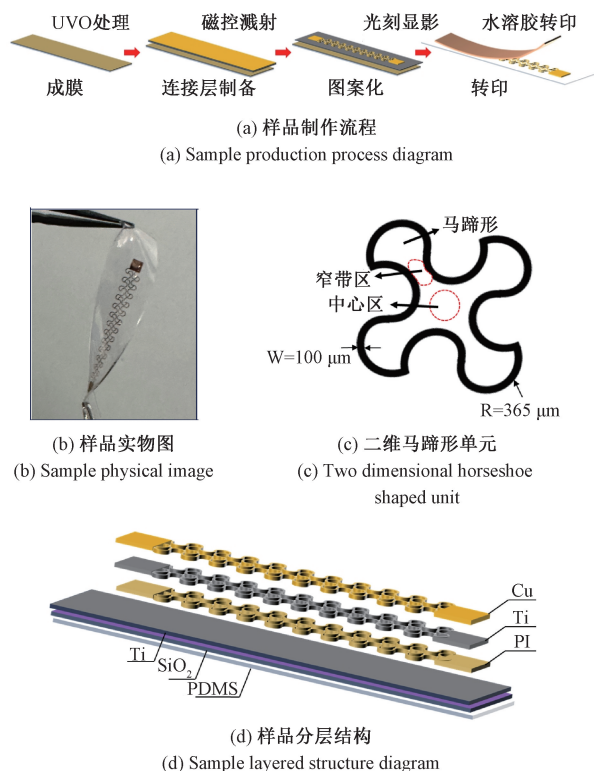 UVO处理 磁控溅射 光刻显影 水溶胶转印
成膜 连接层制备 图案化 转印
(a) 样品制作流程
(a) Sample production process diagram
马蹄形
窄带区
中心区
W=100 μm
R=365 μm
(b) 样品实物图
(b) Sample physical image
(c) 二维马蹄形单元
(c) Two dimensional horseshoe
shaped unit
Cu
Ti
PI
Ti
SiO₂
PDMS
(d) 样品分层结构
(d) Sample layered structure diagram